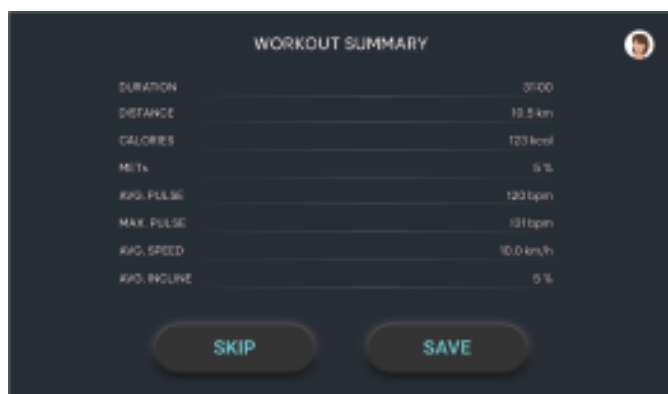 WORKOUT SUMMARY
DURATION 31:00
DISTANCE 10.5 km
CALORIES 123 kcal
METs 5 %
AVG. PULSE 120 bpm
MAX. PULSE 131 bpm
AVG. SPEED 10.0 km/h
AVG. INCLINE 5 %
SKIP SAVE